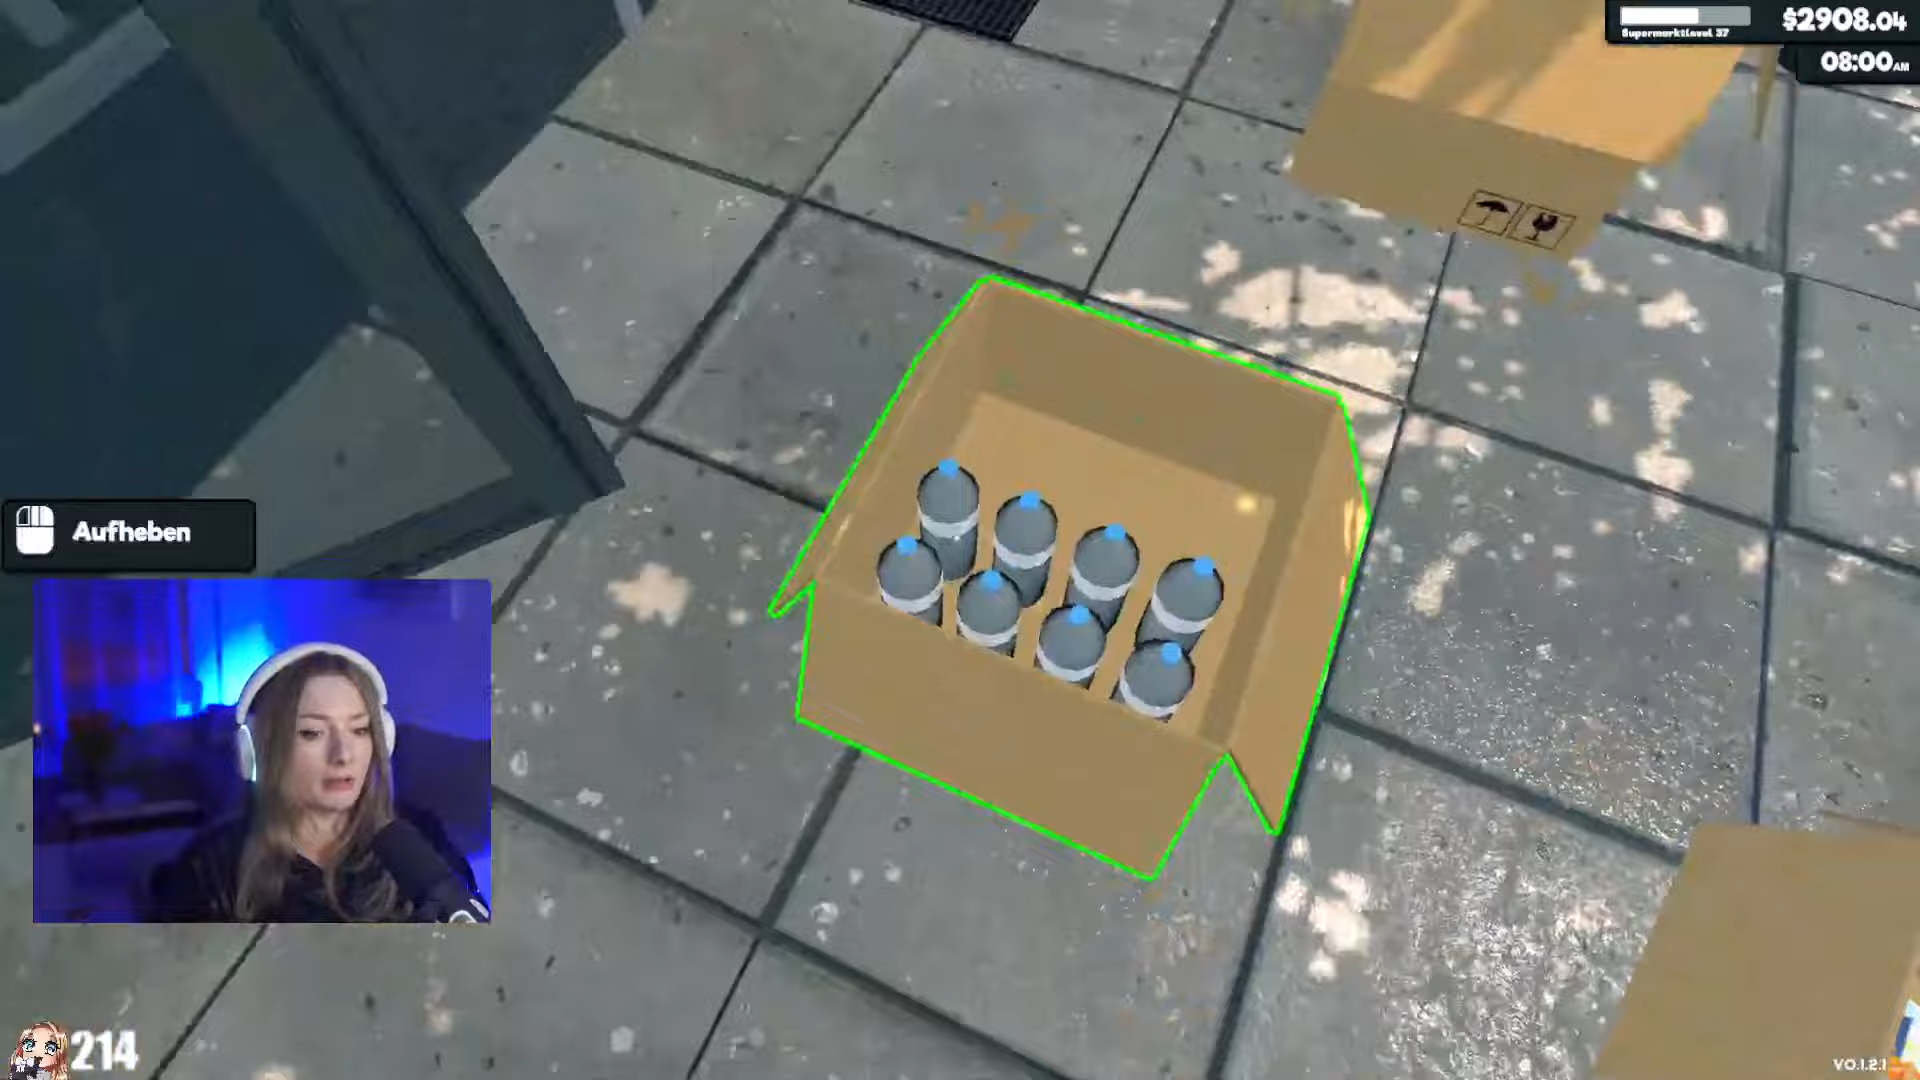 $2908.04
Supermarktlevel 37
08:00AM
Aufheben
214
V0.1.2.1